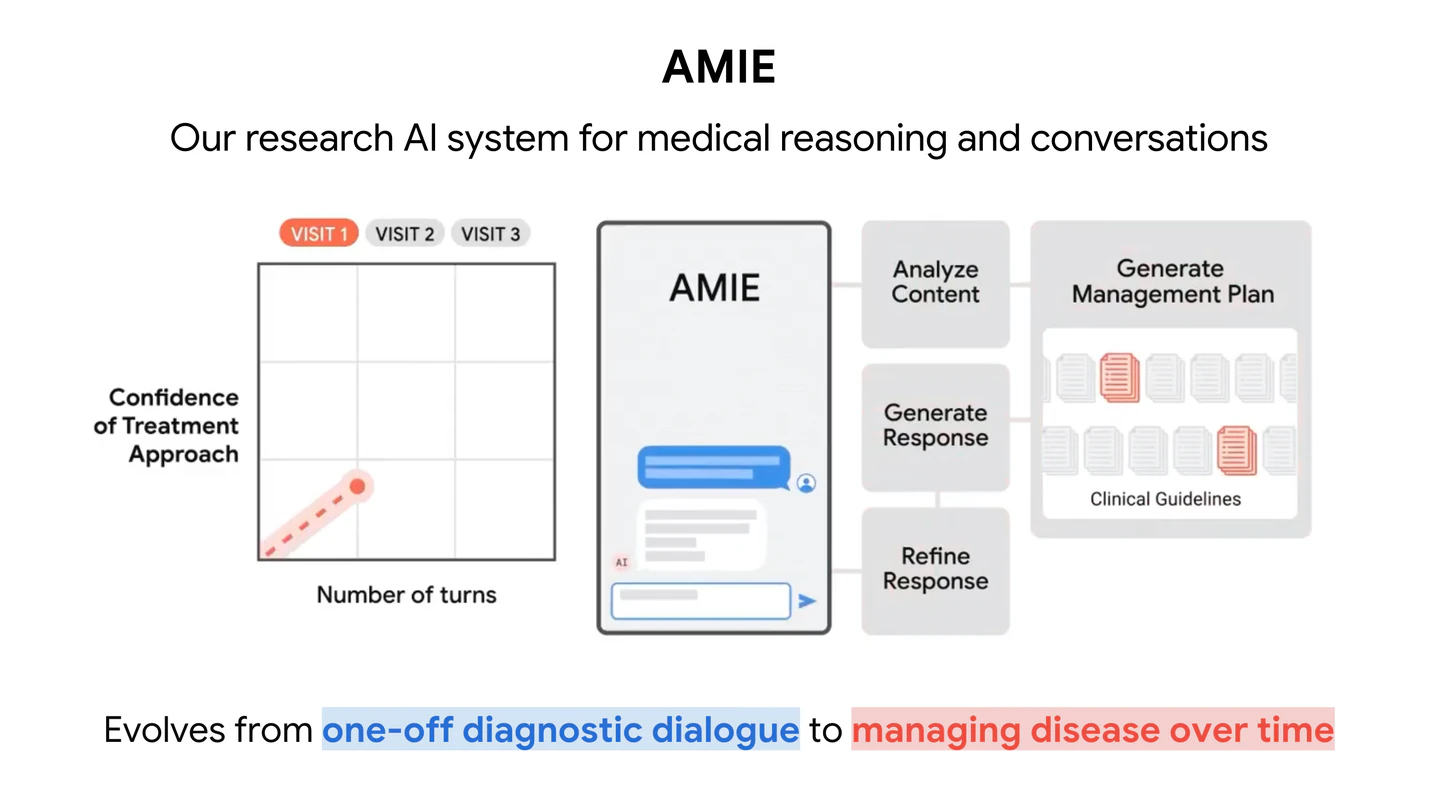 AMIE
Our research AI system for medical reasoning and conversations
VISIT 1
VISIT 2
VISIT 3
Confidence
of Treatment
Approach
Number of turns
AMIE
AI
Analyze
Content
Generate
Response
Refine
Response
Generate
Management Plan
Clinical Guidelines
Evolves from one-off diagnostic dialogue to managing disease over time